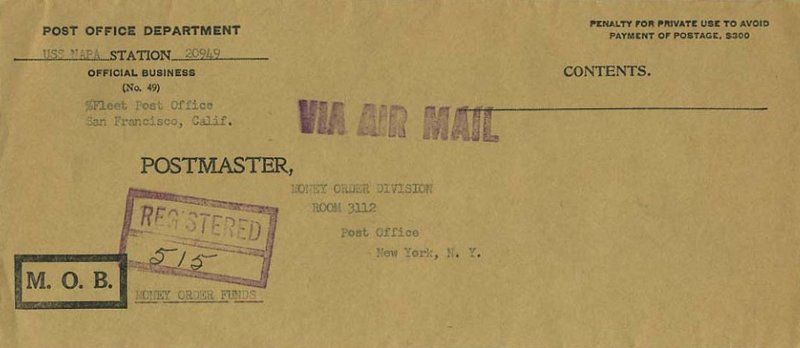 POST OFFICE DEPARTMENT
USS NAPA STATION 20949
OFFICIAL BUSINESS
(No. 49)
%Fleet Post Office
San Francisco, Calif.
PENALTY FOR PRIVATE USE TO AVOID
PAYMENT OF POSTAGE, $300
CONTENTS.
VIA AIR MAIL
POSTMASTER,
MONEY ORDER DIVISION
ROOM 3112
Post Office
New York, N. Y.
REGISTERED
515
M. O. B.
MONEY ORDER FUNDS